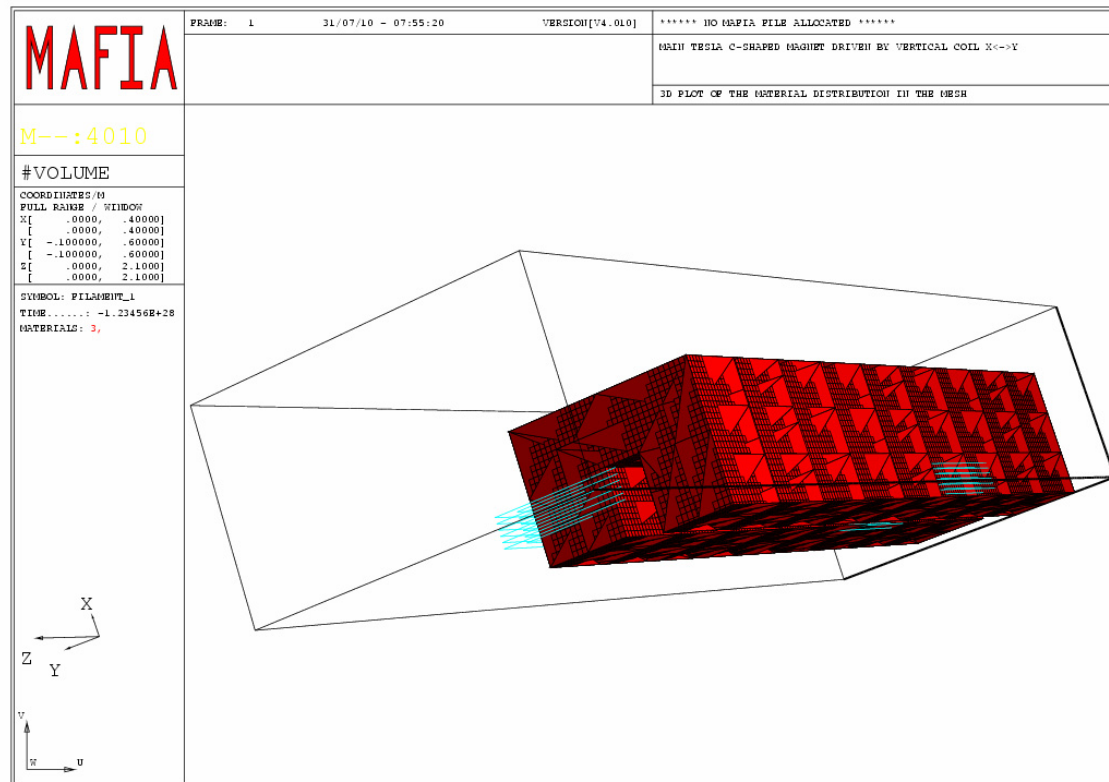 MAFIA
FRAME: 1 31/07/10 - 07:55:20 VERSION[V4.010]
****** NO MAFIA FILE ALLOCATED ******
MAIN TESLA C-SHAPED MAGNET DRIVEN BY VERTICAL COIL X<->Y
3D PLOT OF THE MATERIAL DISTRIBUTION IN THE MESH
M--:4010
#VOLUME
COORDINATES/M
FULL RANGE / WINDOW
X[ .0000, .40000]
[ .0000, .40000]
Y[ -.100000, .60000]
[ -.100000, .60000]
Z[ .0000, 2.1000]
[ .0000, 2.1000]
SYMBOL: FILAMENT_1
TIME......: -1.23456E+28
MATERIALS: 3,
X
Z
Y
V
W U